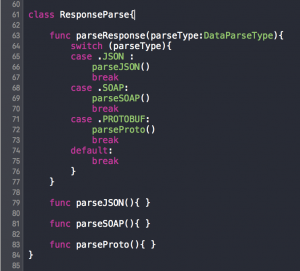 60
61 class ResponseParse{
62
63 func parseResponse(parseType:DataParseType){
64 switch (parseType){
65 case .JSON :
66 parseJSON()
67 break
68 case .SOAP:
69 parseSOAP()
70 break
71 case .PROTOBUF:
72 parseProto()
73 break
74 default:
75 break
76 }
77 }
78
79 func parseJSON(){ }
80
81 func parseSOAP(){ }
82
83 func parseProto(){ }
84 }
85